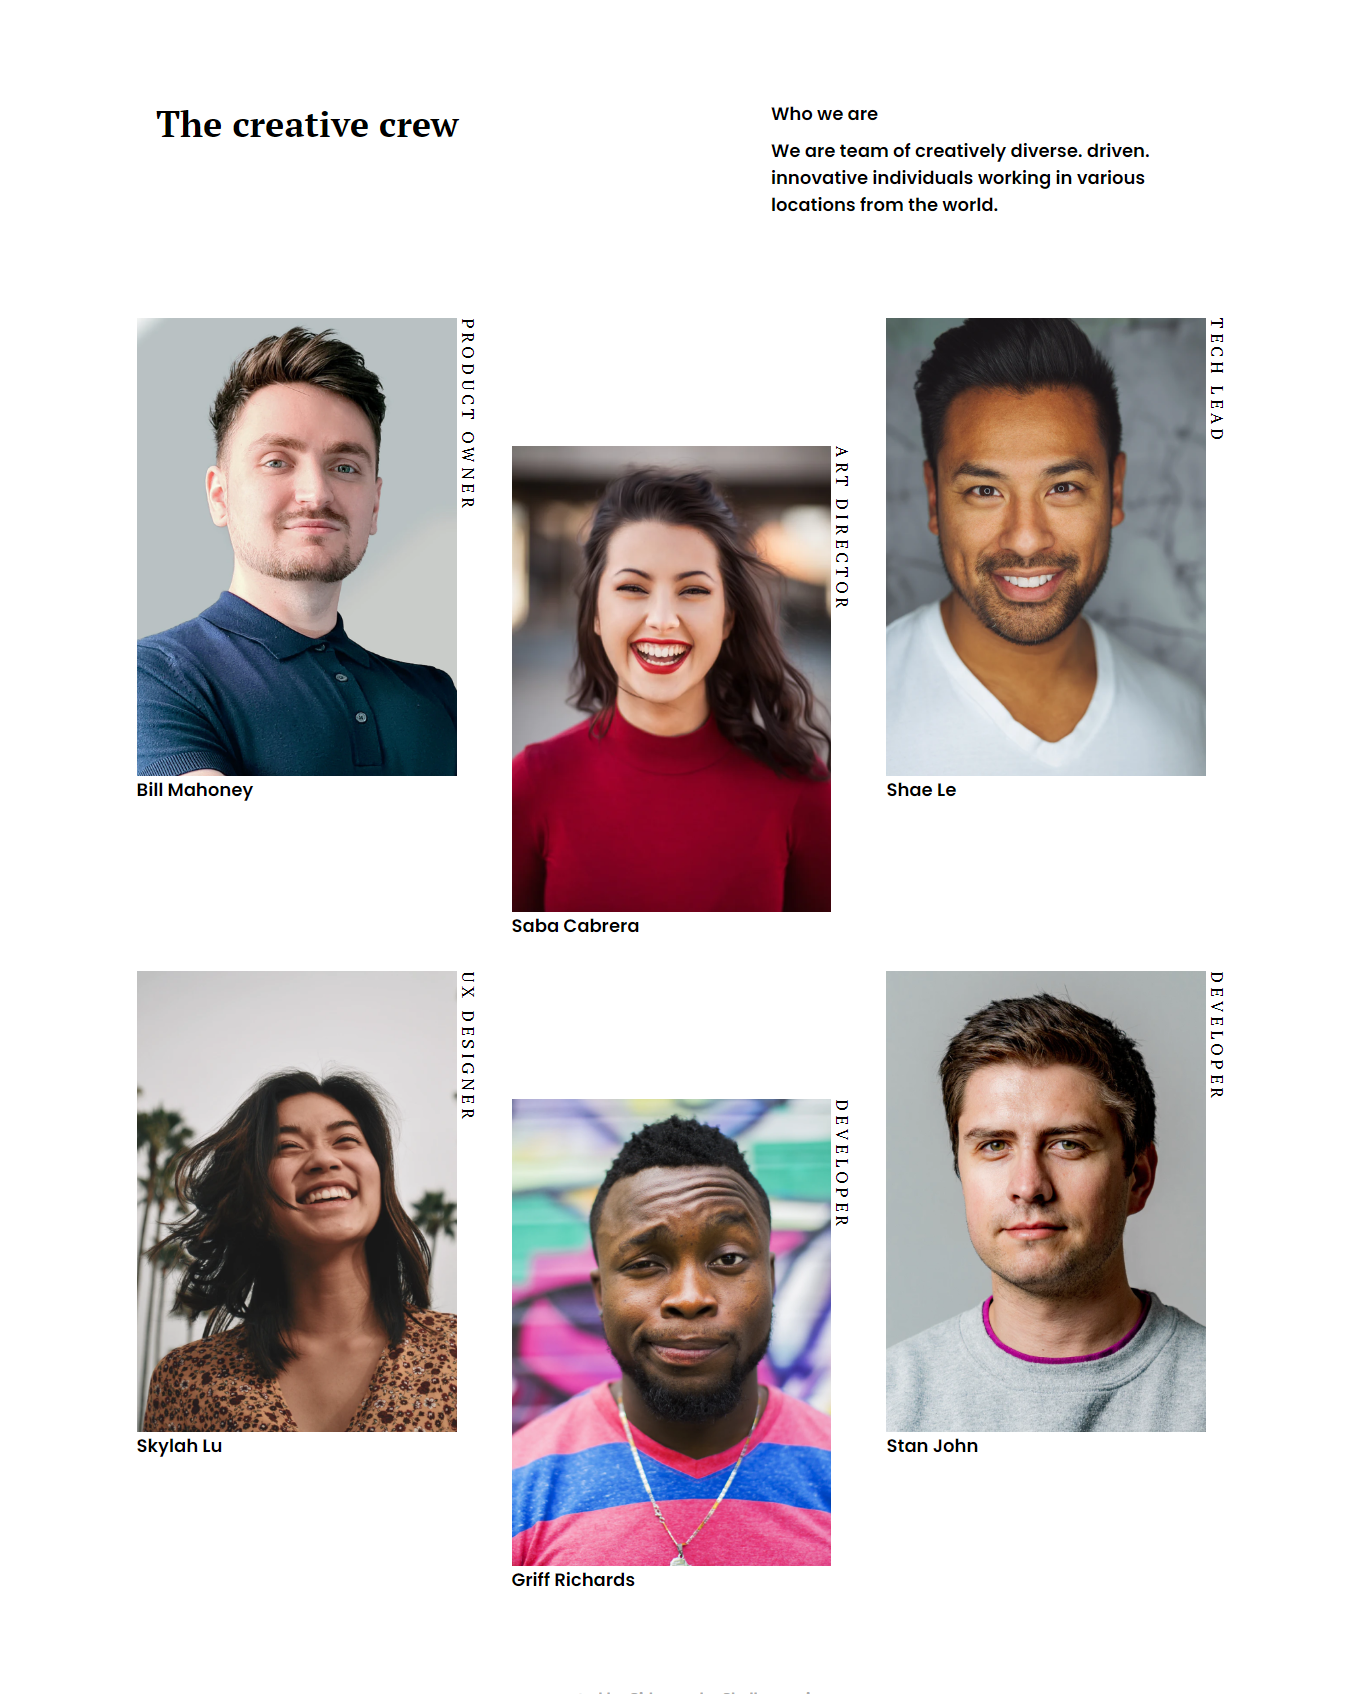 The creative crew
Who we are
We are team of creatively diverse. driven.
innovative individuals working in various
locations from the world.
PRODUCT OWNER
Bill Mahoney
ART DIRECTOR
Saba Cabrera
TECH LEAD
Shae Le
UX DESIGNER
Skylah Lu
DEVELOPER
Griff Richards
DEVELOPER
Stan John